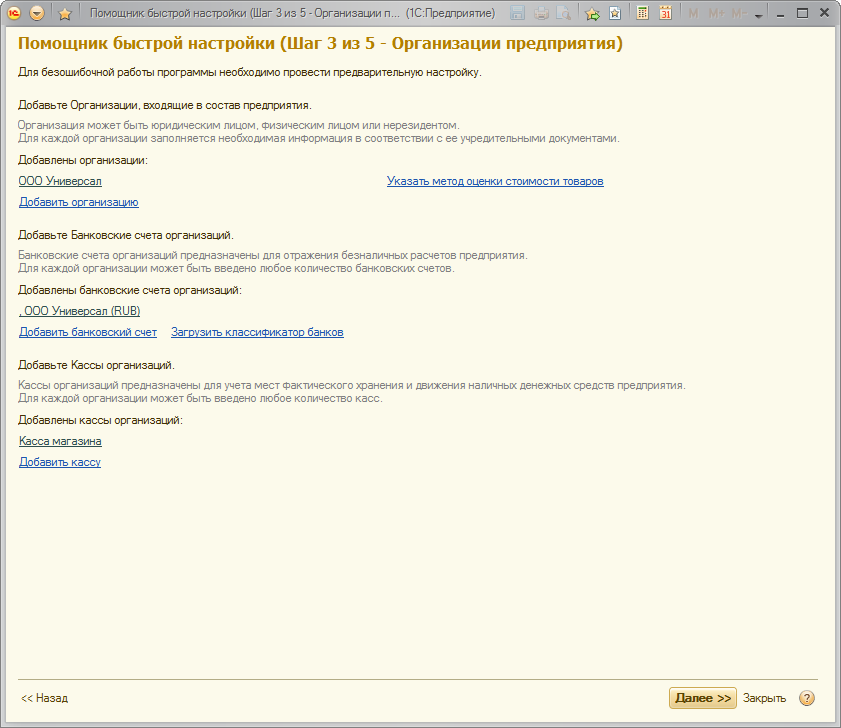 Помощник быстрой настройки (Шаг 3 из 5 - Организации п... (1С:Предприятие)
31 M M+ M-
Помощник быстрой настройки (Шаг 3 из 5 - Организации предприятия)
Для безошибочной работы программы необходимо провести предварительную настройку.
Добавьте Организации, входящие в состав предприятия.
Организация может быть юридическим лицом, физическим лицом или нерезидентом.
Для каждой организации заполняется необходимая информация в соответствии с ее учредительными документами.
Добавлены организации:
ООО Универсал Указать метод оценки стоимости товаров
Добавить организацию
Добавьте Банковские счета организаций.
Банковские счета организаций предназначены для отражения безналичных расчетов предприятия.
Для каждой организации может быть введено любое количество банковских счетов.
Добавлены банковские счета организаций:
, ООО Универсал (RUB)
Добавить банковский счет Загрузить классификатор банков
Добавьте Кассы организаций.
Кассы организаций предназначены для учета мест фактического хранения и движения наличных денежных средств предприятия.
Для каждой организации может быть введено любое количество касс.
Добавлены кассы организаций:
Касса магазина
Добавить кассу
<< Назад Далее >> Закрыть ?